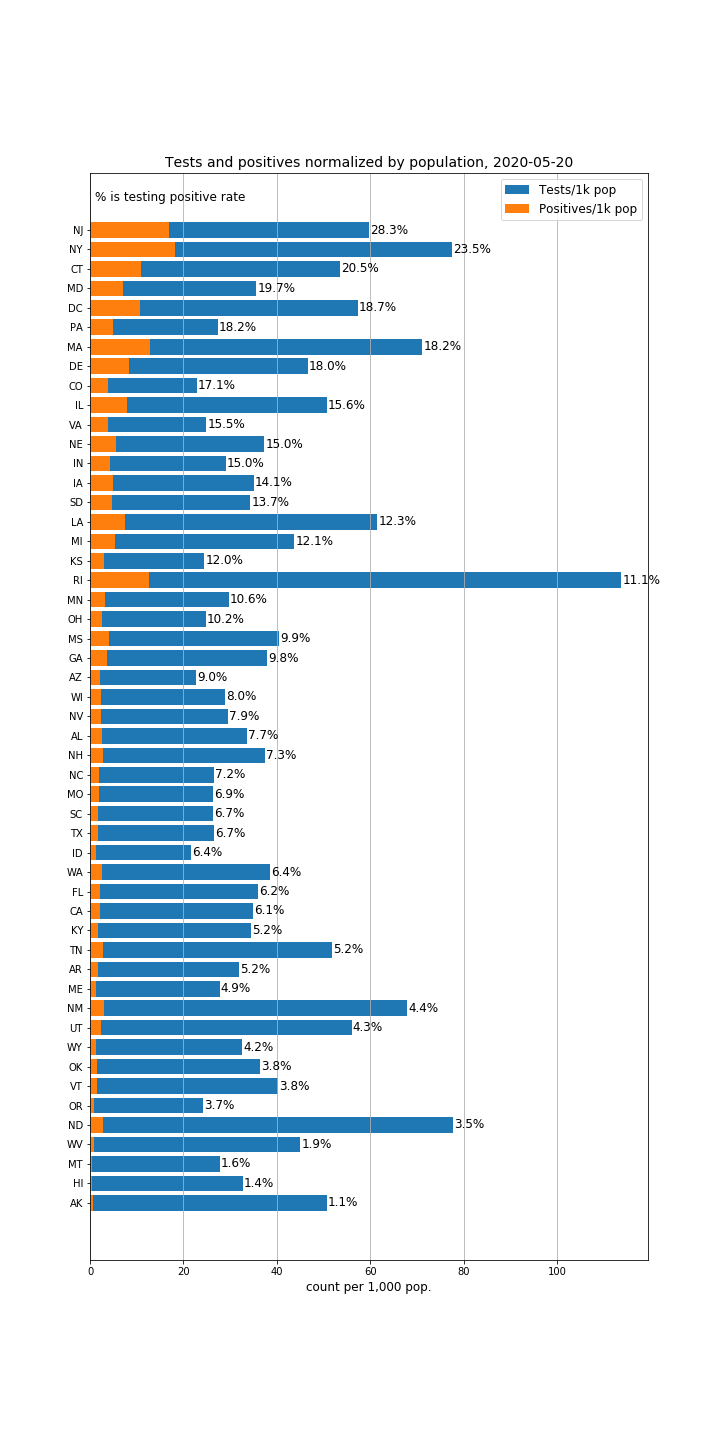 Tests and positives normalized by population, 2020-05-20
% is testing positive rate
Tests/1k pop
Positives/1k pop
NJ 28.3%
NY 23.5%
CT 20.5%
MD 19.7%
DC 18.7%
PA 18.2%
MA 18.2%
DE 18.0%
CO 17.1%
IL 15.6%
VA 15.5%
NE 15.0%
IN 15.0%
IA 14.1%
SD 13.7%
LA 12.3%
MI 12.1%
KS 12.0%
RI 11.1%
MN 10.6%
OH 10.2%
MS 9.9%
GA 9.8%
AZ 9.0%
WI 8.0%
NV 7.9%
AL 7.7%
NH 7.3%
NC 7.2%
MO 6.9%
SC 6.7%
TX 6.7%
ID 6.4%
WA 6.4%
FL 6.2%
CA 6.1%
KY 5.2%
TN 5.2%
AR 5.2%
ME 4.9%
NM 4.4%
UT 4.3%
WY 4.2%
OK 3.8%
VT 3.8%
OR 3.7%
ND 3.5%
WV 1.9%
MT 1.6%
HI 1.4%
AK 1.1%
0 20 40 60 80 100
count per 1,000 pop.